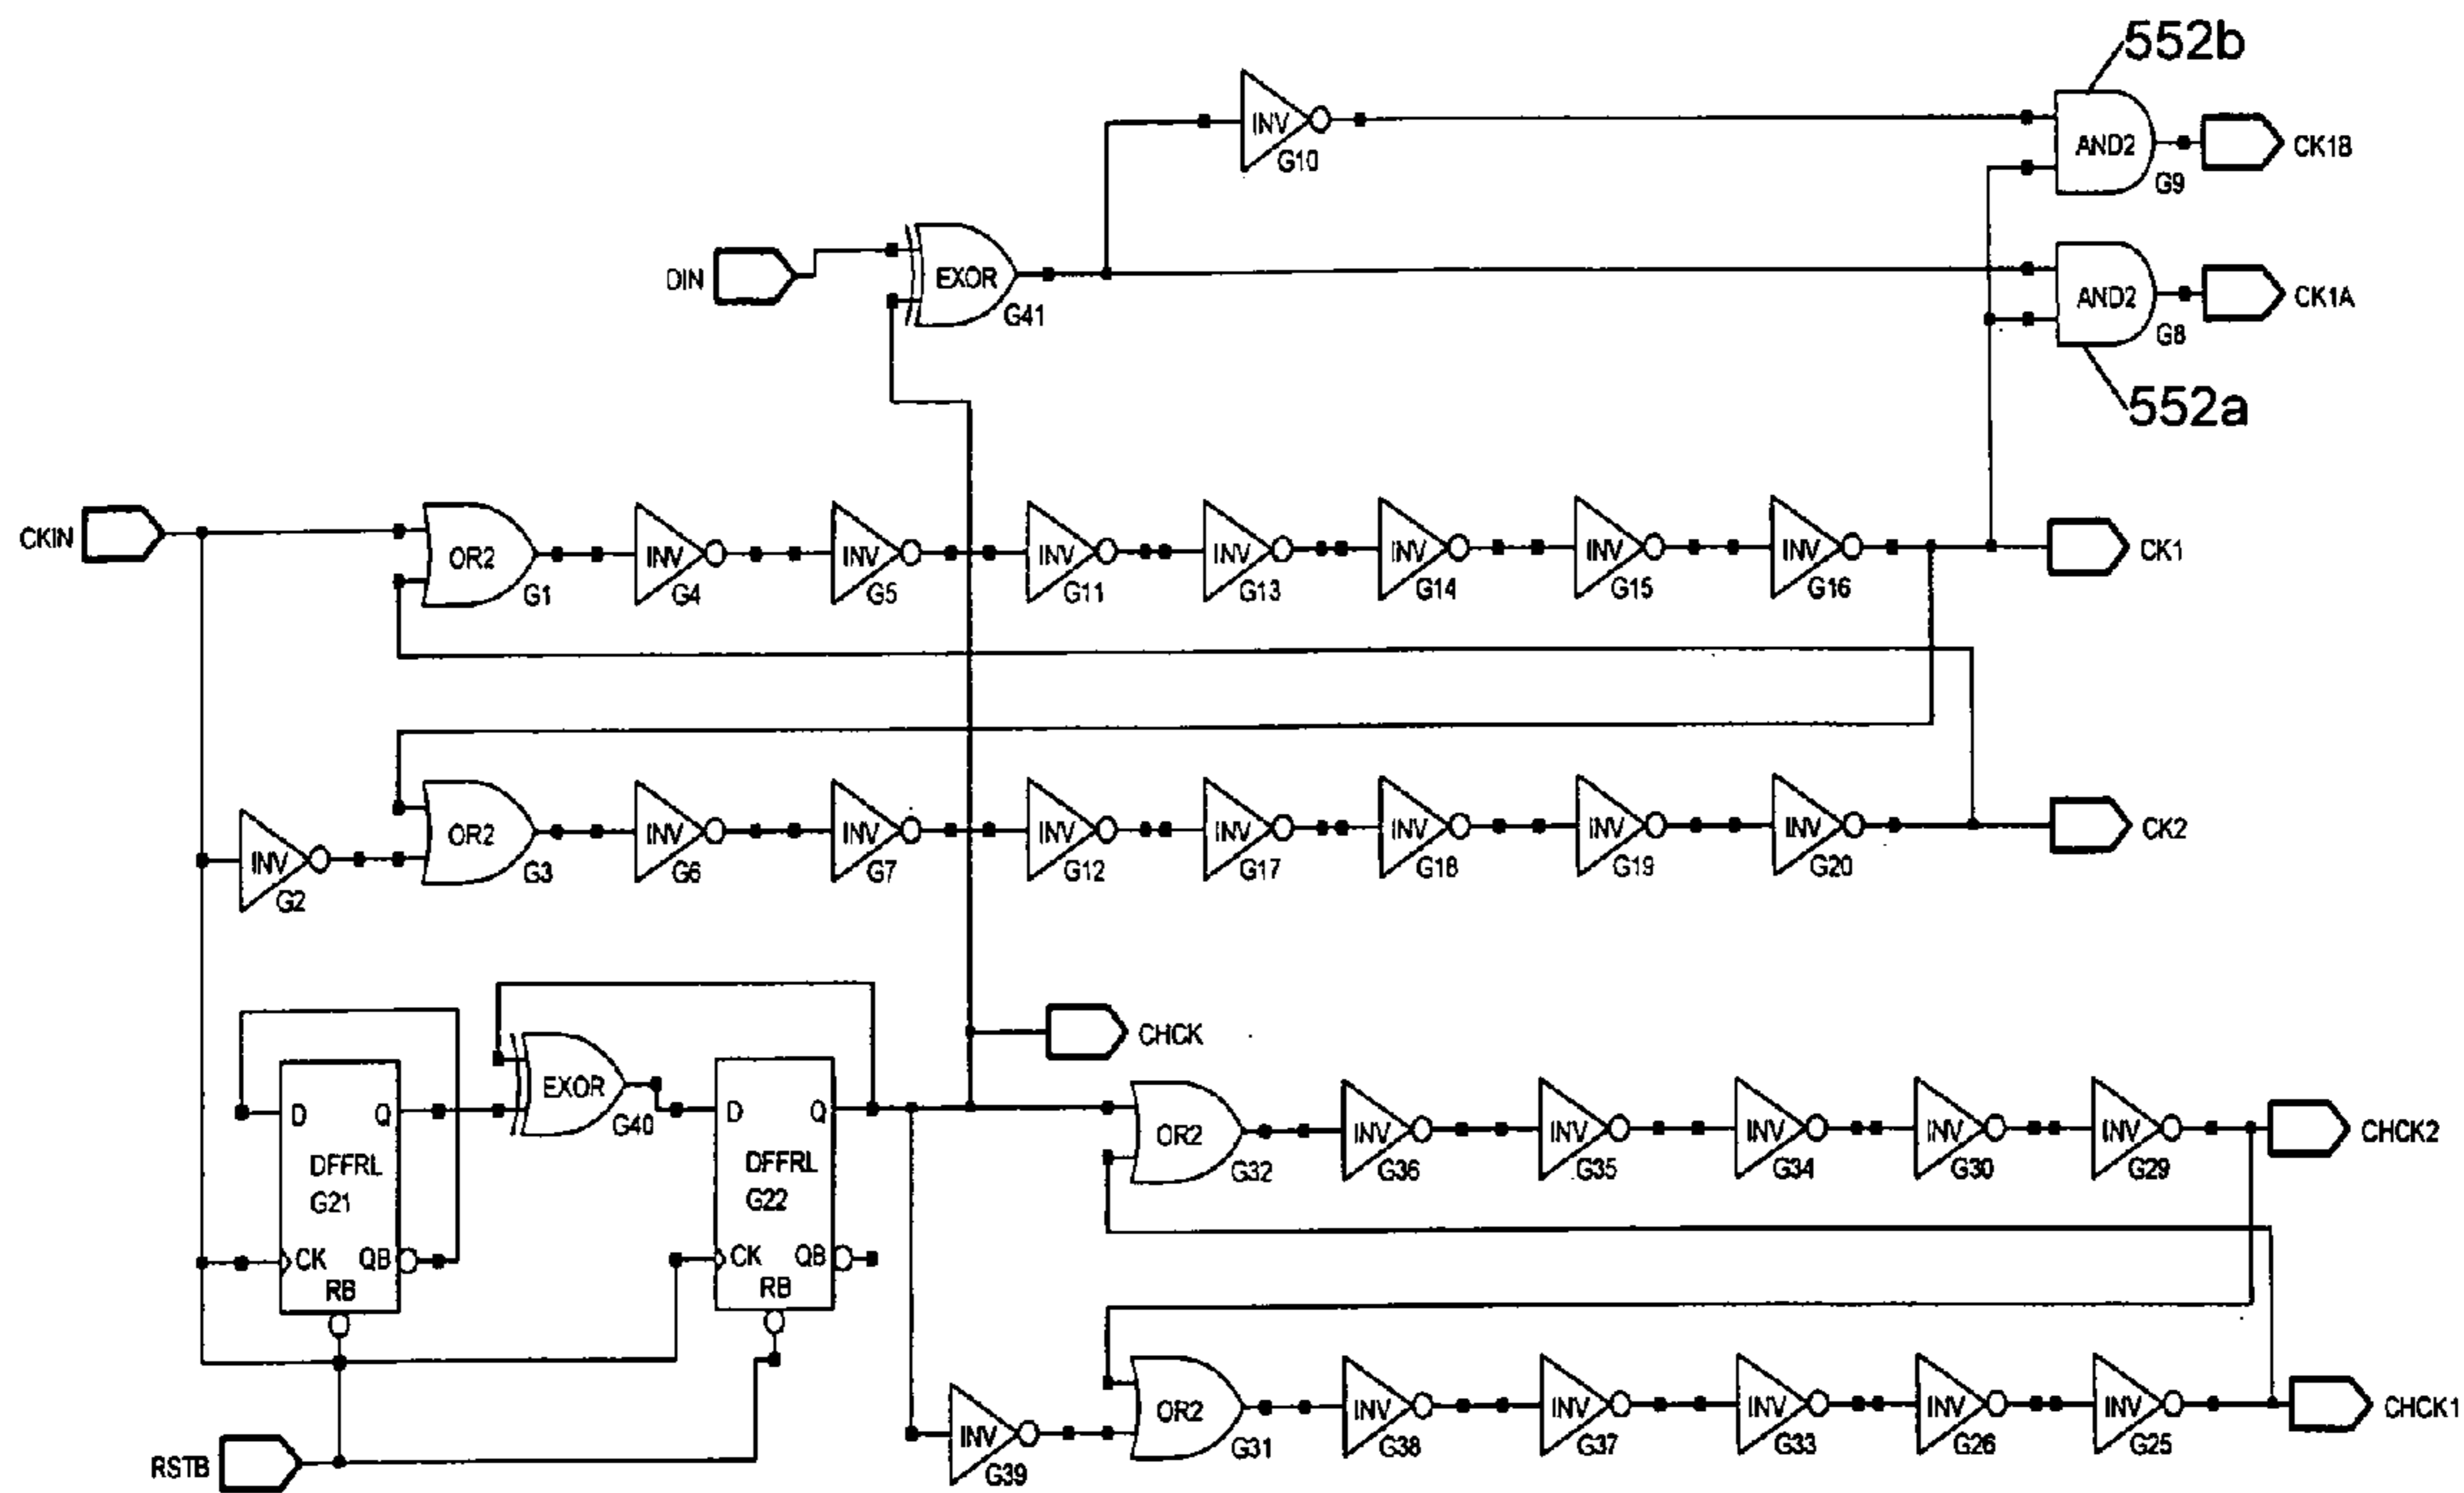 552b
INV
G10
AND2
G9
CK1B
DIN
EXOR
G41
AND2
G8
CK1A
552a
CKIN
OR2
G1
INV
G4
INV
G5
INV
G11
INV
G13
INV
G14
INV
G15
INV
G16
CK1
INV
G2
OR2
G3
INV
G6
INV
G7
INV
G12
INV
G17
INV
G18
INV
G19
INV
G20
CK2
D
Q
DFFRL
G21
CK
QB
RB
EXOR
G40
D
Q
DFFRL
G22
CK
QB
RB
CHCK
OR2
G32
INV
G36
INV
G35
INV
G34
INV
G30
INV
G29
CHCK2
RSTB
INV
G39
OR2
G31
INV
G38
INV
G37
INV
G33
INV
G26
INV
G25
CHCK1